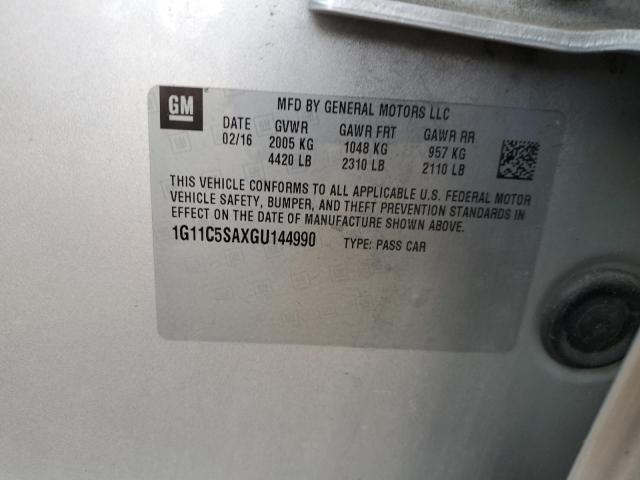 GM
MFD BY GENERAL MOTORS LLC
DATE GVWR GAWR FRT GAWR RR
02/16 2005 KG 1048 KG 957 KG
4420 LB 2310 LB 2110 LB
THIS VEHICLE CONFORMS TO ALL APPLICABLE U.S. FEDERAL MOTOR
VEHICLE SAFETY, BUMPER, AND THEFT PREVENTION STANDARDS IN
EFFECT ON THE DATE OF MANUFACTURE SHOWN ABOVE.
1G11C5SAXGU144990 TYPE: PASS CAR